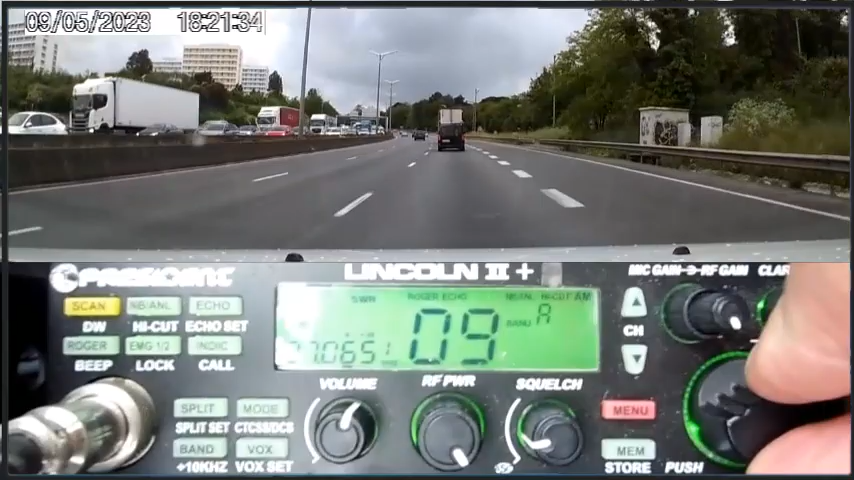 09/05/2023 18:21:34
PRESIDENT
LINCOLN II +
MIC GAIN RF GAIN CLAR
SCAN NB/ANL ECHO
DW HI-CUT ECHO SET
ROGER EMG 1/2 INDIC
BEEP LOCK CALL
SWR ROGER ECHO NB/ANL HI-CUT AM
27.065 09 BAND A
CH
VOLUME RF PWR SQUELCH
SPLIT MODE
SPLIT SET CTCSS/DCS
BAND VOX
+10KHZ VOX SET
MENU
MEM
STORE PUSH